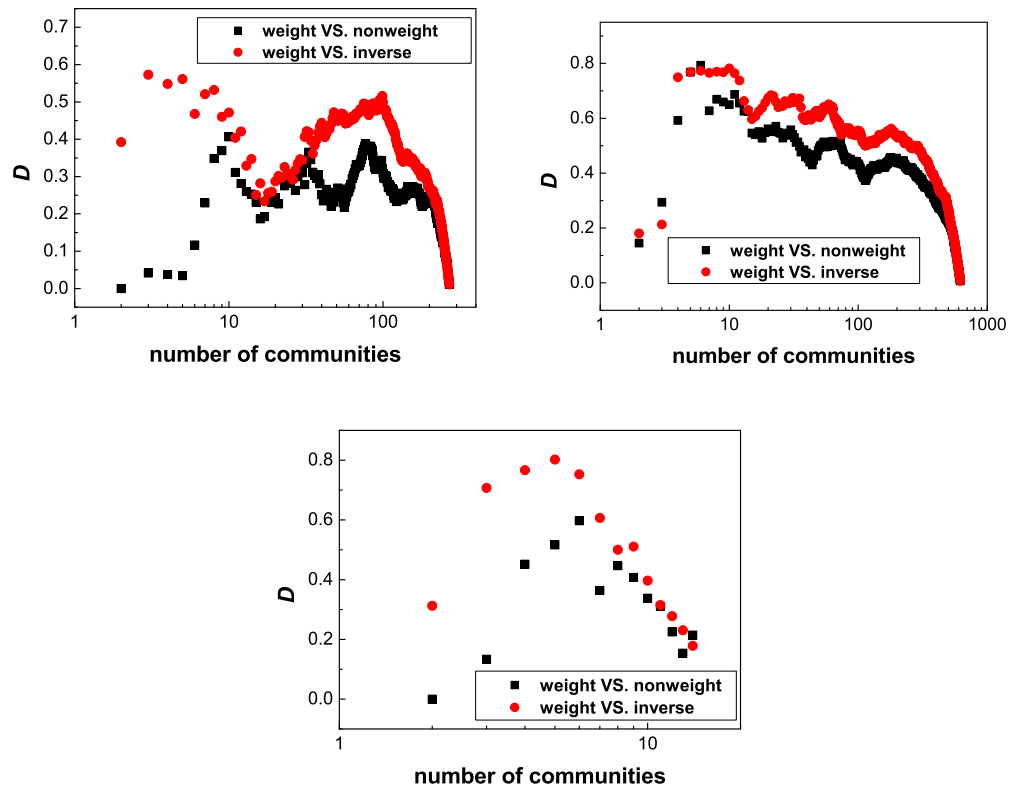 0.7
0.6
0.5
0.4
0.3
0.2
0.1
0.0
D
1
10
100
number of communities
weight VS. nonweight
weight VS. inverse
0.8
0.6
0.4
0.2
0.0
D
1
10
100
1000
number of communities
weight VS. nonweight
weight VS. inverse
0.8
0.6
0.4
0.2
0.0
D
1
10
number of communities
weight VS. nonweight
weight VS. inverse